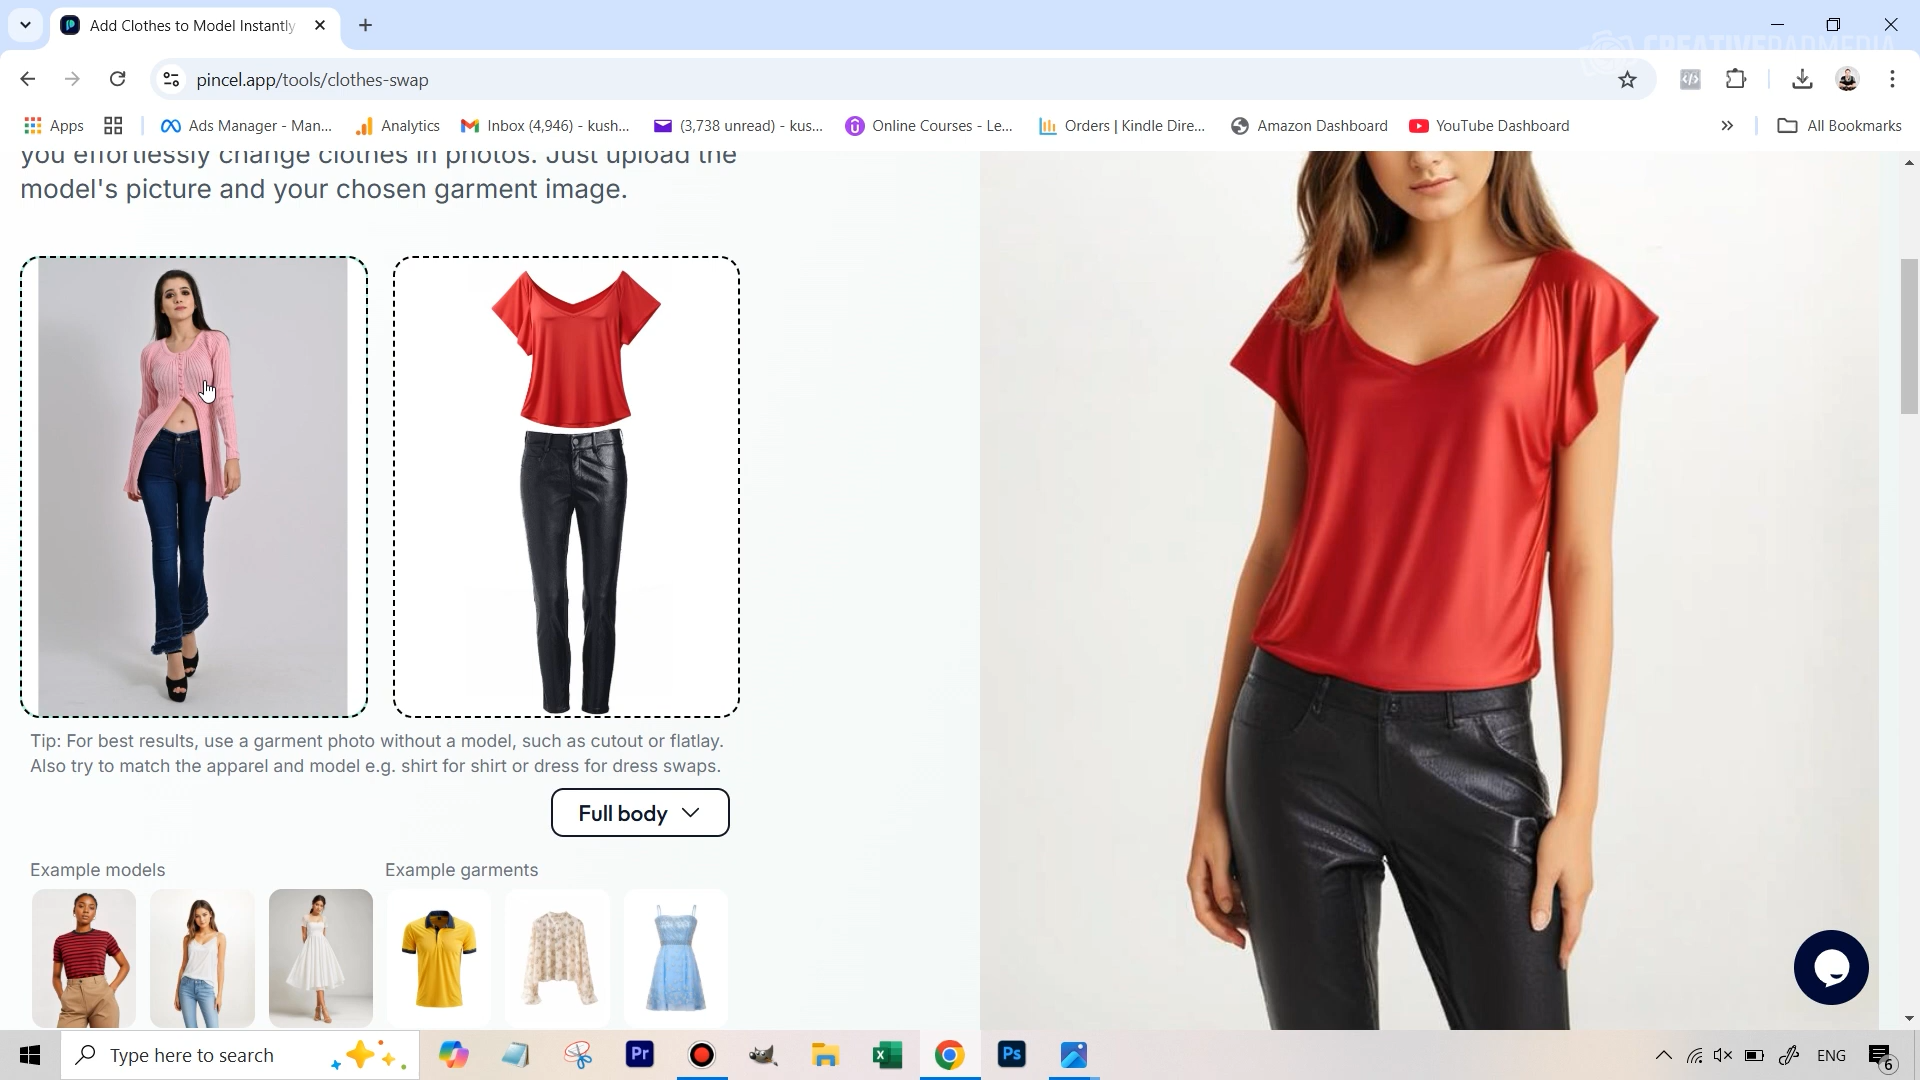 Add Clothes to Model Instantly
CREATIVEDADMEDIA
pincel.app/tools/clothes-swap
Apps
Ads Manager - Man...
Analytics
Inbox (4,946) - kush...
(3,738 unread) - kus...
Online Courses - Le...
Orders | Kindle Dire...
Amazon Dashboard
YouTube Dashboard
All Bookmarks
you effortlessly change clothes in photos. Just upload the
model's picture and your chosen garment image.
Tip: For best results, use a garment photo without a model, such as cutout or flatlay.
Also try to match the apparel and model e.g. shirt for shirt or dress for dress swaps.
Full body
Example models
Example garments
Type here to search
Pr
Ps
ENG
6